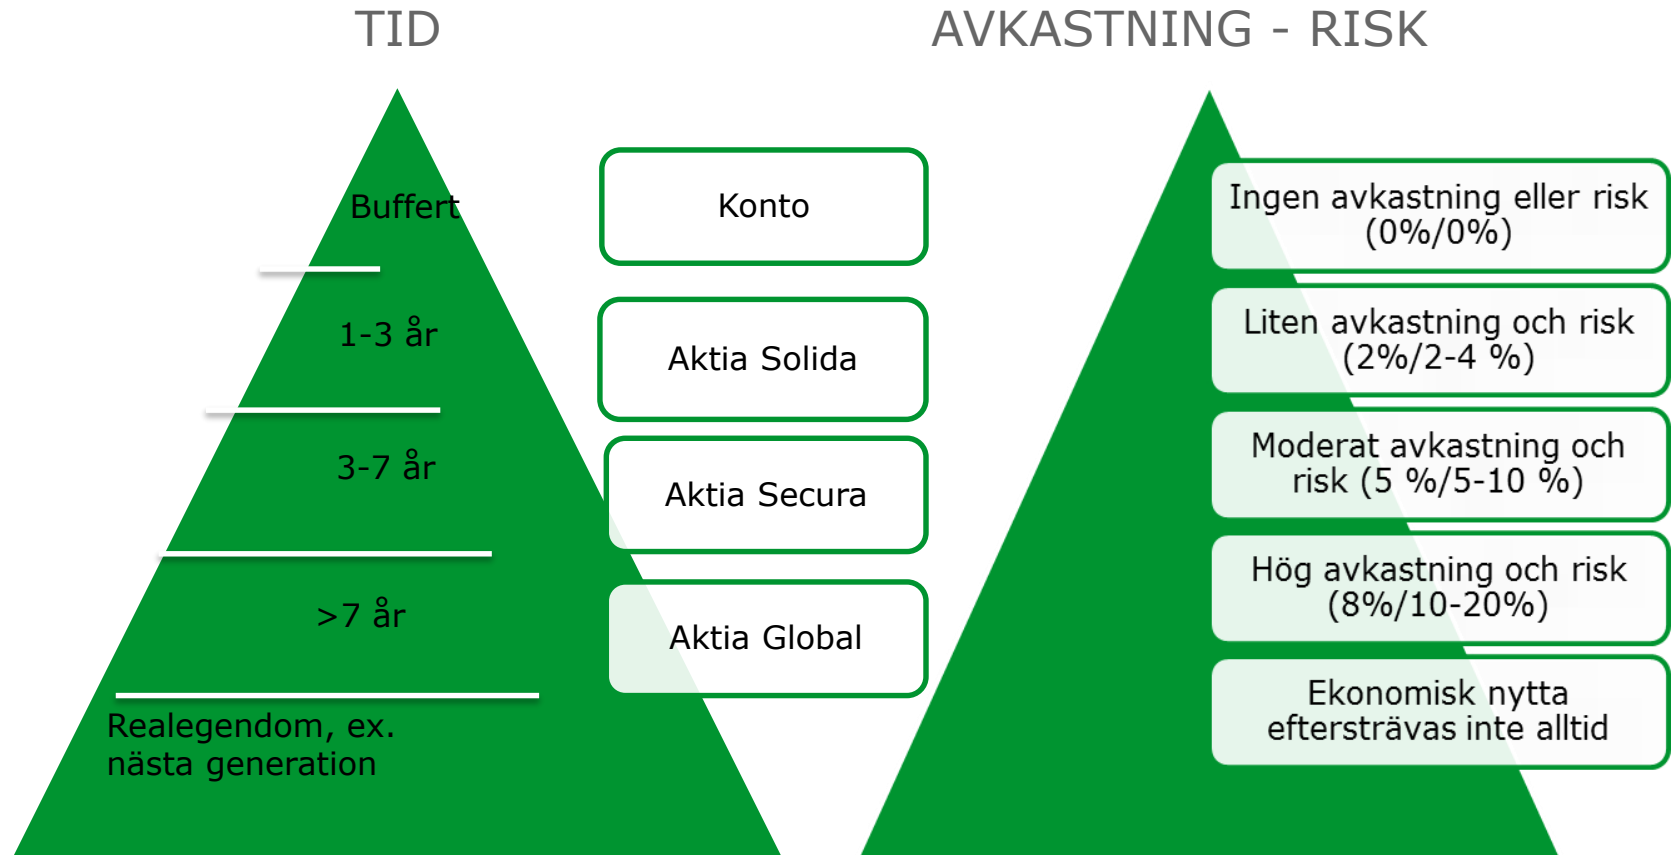 TID
AVKASTNING - RISK
Buffert
1-3 år
3-7 år
>7 år
Realegendom, ex.
nästa generation
Konto
Aktia Solida
Aktia Secura
Aktia Global
Ingen avkastning eller risk
(0%/0%)
Liten avkastning och risk
(2%/2-4 %)
Moderat avkastning och
risk (5 %/5-10 %)
Hög avkastning och risk
(8%/10-20%)
Ekonomisk nytta
eftersträvas inte alltid